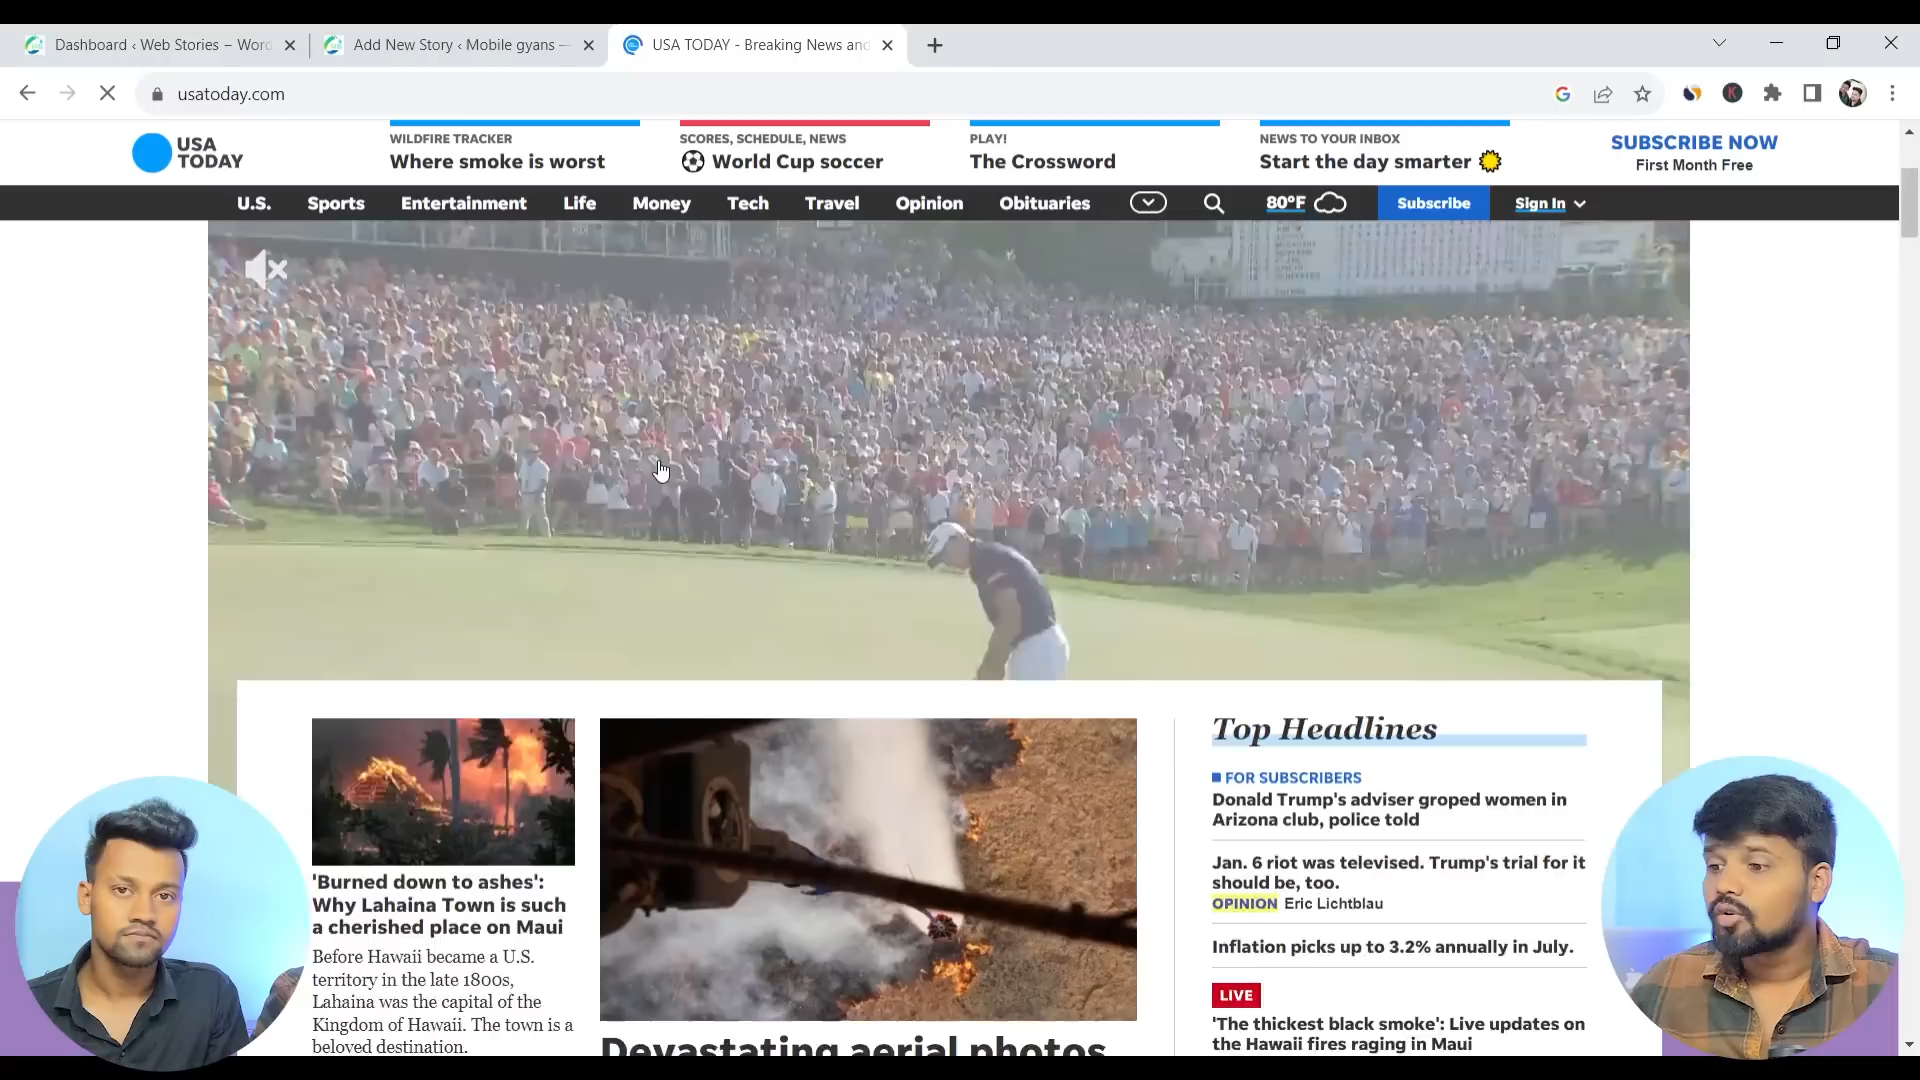 Dashboard ‹ Web Stories – Word
Add New Story ‹ Mobile gyans —
USA TODAY - Breaking News and
usatoday.com
USA
TODAY
WILDFIRE TRACKER
Where smoke is worst
SCORES, SCHEDULE, NEWS
World Cup soccer
PLAY!
The Crossword
NEWS TO YOUR INBOX
Start the day smarter
SUBSCRIBE NOW
First Month Free
U.S. Sports Entertainment Life Money Tech Travel Opinion Obituaries 80°F Subscribe Sign In
'Burned down to ashes':
Why Lahaina Town is such
a cherished place on Maui
Before Hawaii became a U.S.
territory in the late 1800s,
Lahaina was the capital of the
Kingdom of Hawaii. The town is a
beloved destination.
Devastating aerial photos
Top Headlines
FOR SUBSCRIBERS
Donald Trump's adviser groped women in
Arizona club, police told
Jan. 6 riot was televised. Trump's trial for it
should be, too.
OPINION Eric Lichtblau
Inflation picks up to 3.2% annually in July.
LIVE
'The thickest black smoke': Live updates on
the Hawaii fires raging in Maui